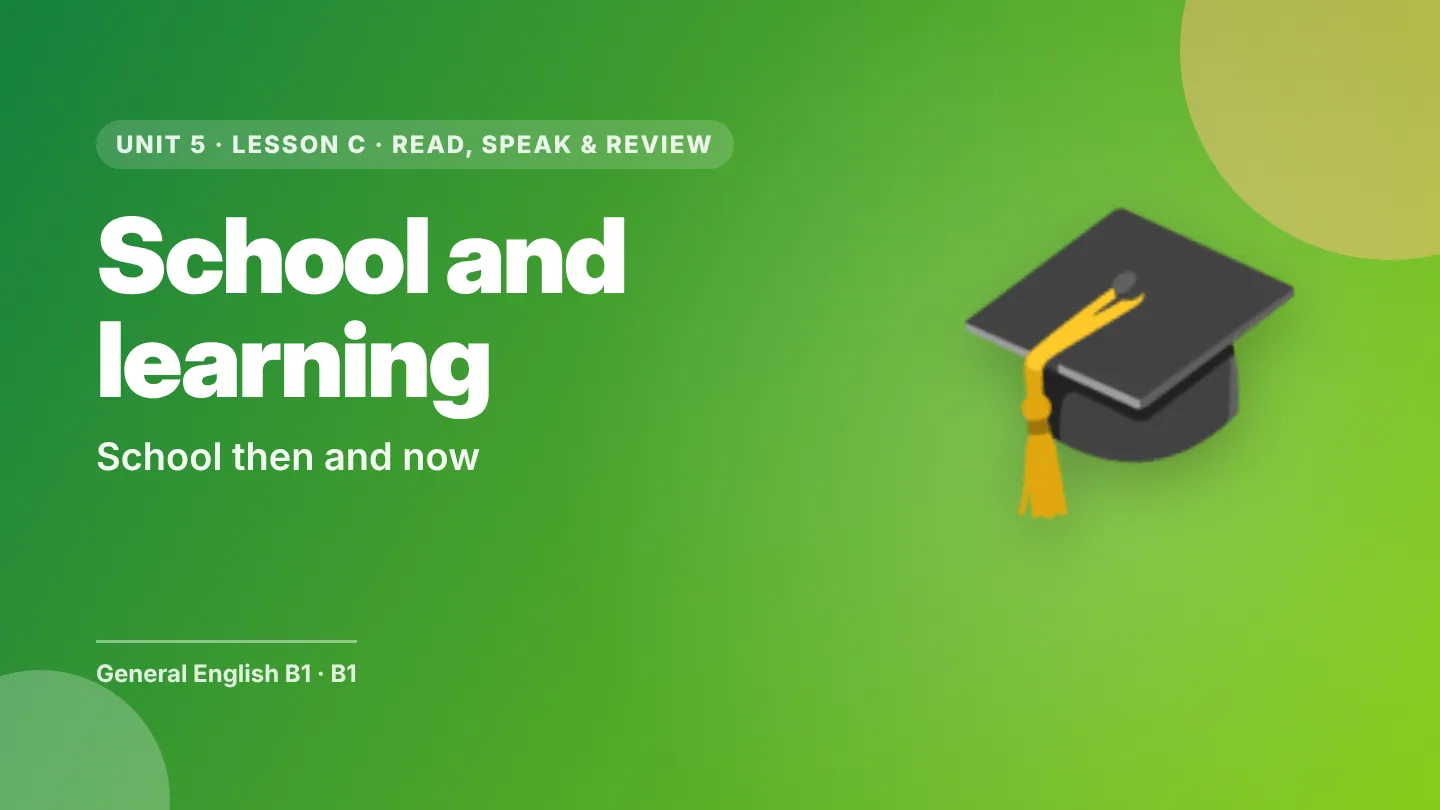 UNIT 5 · LESSON C · READ, SPEAK & REVIEW
School and
learning
School then and now
General English B1 · B1